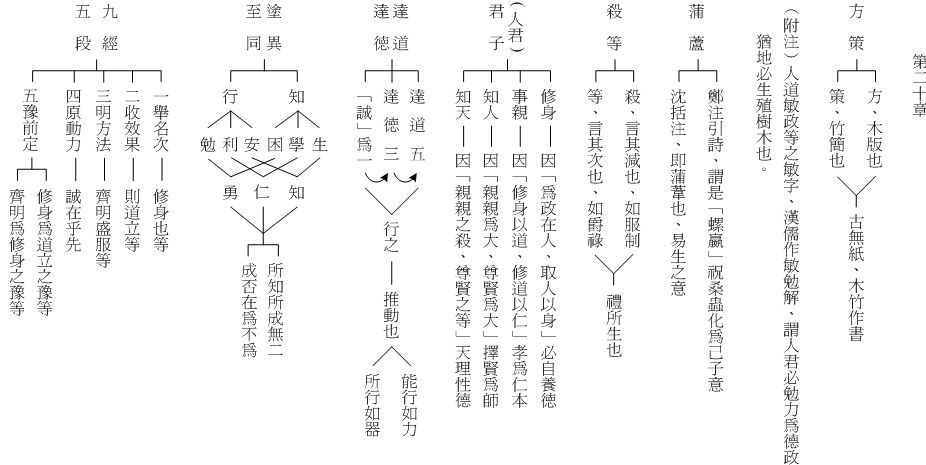 第二十章
方策
方、木版也
策、竹簡也
古無紙、木竹作書
（附注）人道敏政等之敏字、漢儒作敏勉解、謂人君必勉力爲德政
猶地必生殖樹木也。
蒲蘆
鄭注引詩、謂是「螺蠃」祝桑蟲化爲己子意
沈括注、即蒲葦也、易生之意
殺等
殺、言其減也、如服制
等、言其次也、如爵祿
禮所生也
（人君）
君子
修身
因「爲政在人、取人以身」必自養德
事親
因「修身以道、修道以仁」孝爲仁本
知人
因「親親爲大、尊賢爲大」擇賢爲師
知天
因「親親之殺、尊賢之等」天理性德
達道
達德
達道五
達德三
「誠」爲一
行之
推動也
能行如力
所行如器
塗異
至同
知
行
生
學
困
安
利
勉
知
仁
勇
所知所成無二
成否在爲不爲
九經
五段
一舉名次
修身也等
二收效果
則道立等
三明方法
齊明盛服等
四原動力
誠在乎先
五豫前定
修身爲道立之豫等
齊明爲修身之豫等